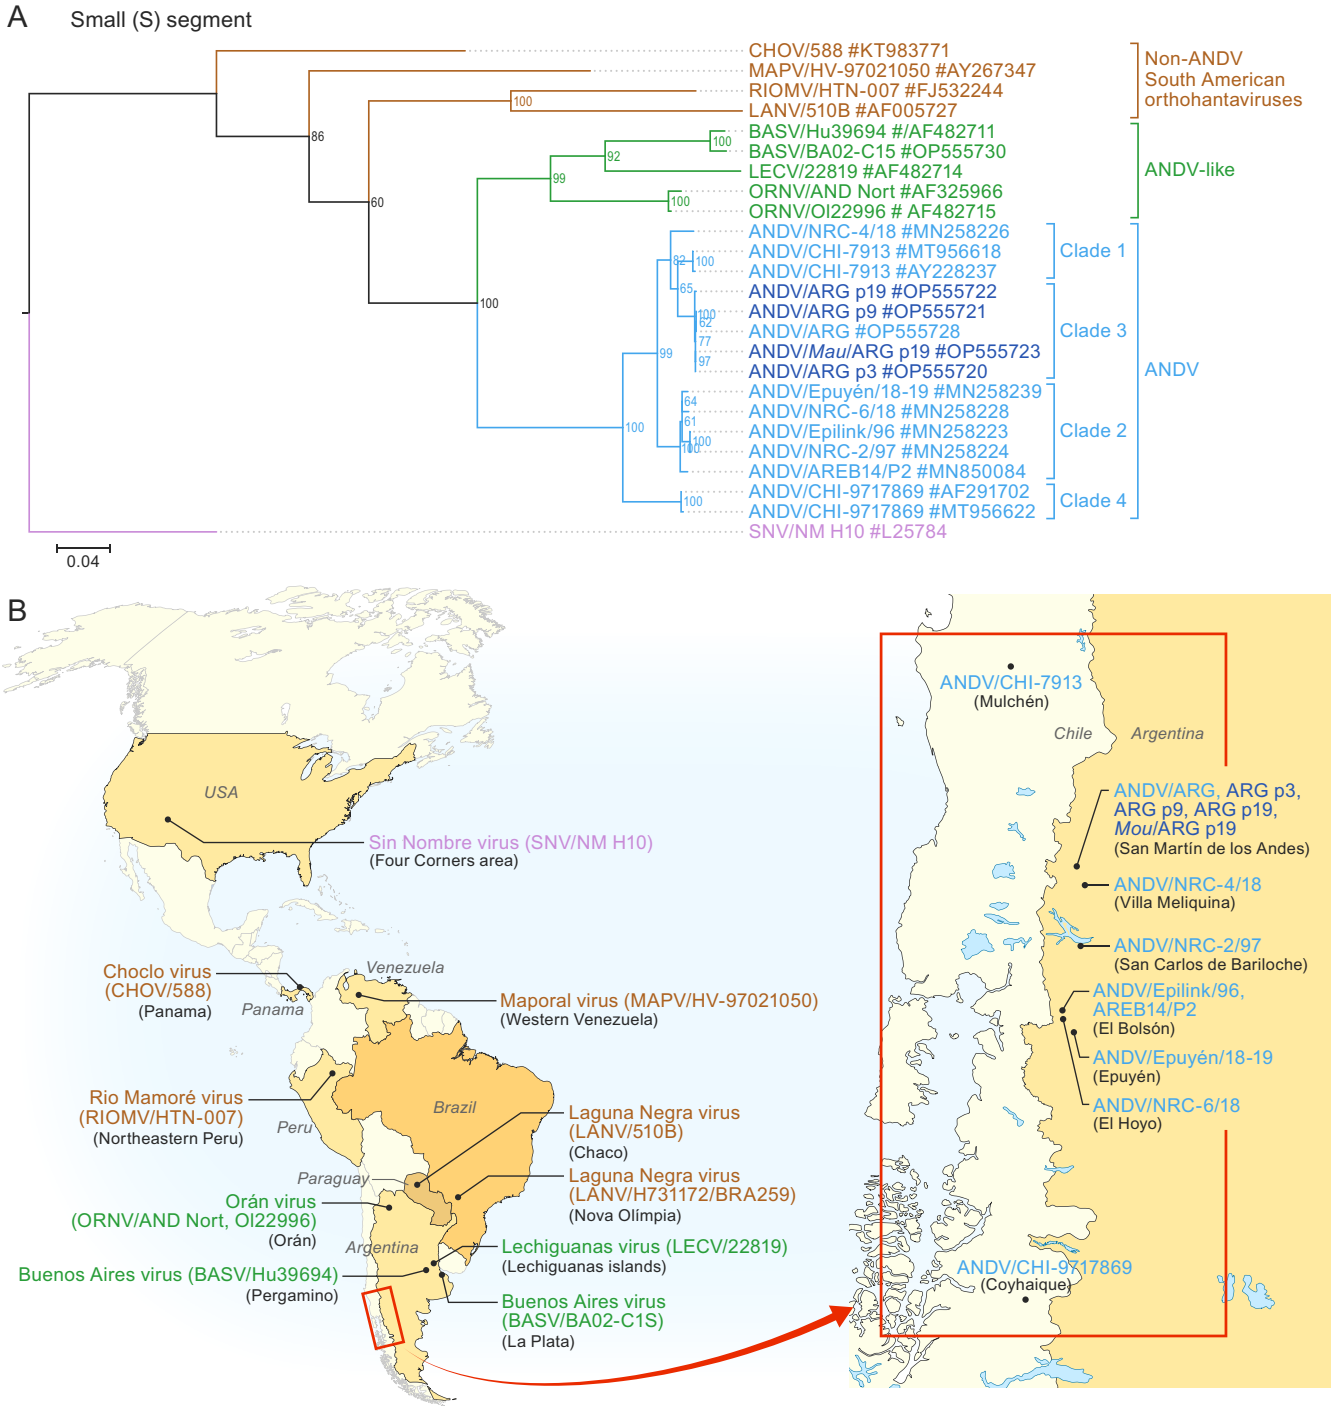 A
Small (S) segment
CHOV/588 #KT983771
MAPV/HV-97021050 #AY267347
RIOMV/HTN-007 #FJ532244
LANV/510B #AF005727
BASV/Hu39694 #/AF482711
BASV/BA02-C15 #OP555730
LECV/22819 #AF482714
ORNV/AND Nort #AF325966
ORNV/Ol22996 # AF482715
ANDV/NRC-4/18 #MN258226
ANDV/CHI-7913 #MT956618
ANDV/CHI-7913 #AY228237
ANDV/ARG p19 #OP555722
ANDV/ARG p9 #OP555721
ANDV/ARG #OP555728
ANDV/Mau/ARG p19 #OP555723
ANDV/ARG p3 #OP555720
ANDV/Epuyén/18-19 #MN258239
ANDV/NRC-6/18 #MN258228
ANDV/Epilink/96 #MN258223
ANDV/NRC-2/97 #MN258224
ANDV/AREB14/P2 #MN850084
ANDV/CHI-9717869 #AF291702
ANDV/CHI-9717869 #MT956622
SNV/NM H10 #L25784
Non-ANDV
South American
orthohantaviruses
ANDV-like
Clade 1
Clade 3
Clade 2
Clade 4
ANDV
86
60
100
100
100
92
99
100
82
100
65
100
62
77
97
99
100
64
61
100
100
100
0.04
B
USA
Sin Nombre virus (SNV/NM H10)
(Four Corners area)
Choclo virus
(CHOV/588)
(Panama)
Panama
Venezuela
Maporal virus (MAPV/HV-97021050)
(Western Venezuela)
Rio Mamoré virus
(RIOMV/HTN-007)
(Northeastern Peru)
Peru
Brazil
Laguna Negra virus
(LANV/510B)
(Chaco)
Paraguay
Laguna Negra virus
(LANV/H731172/BRA259)
(Nova Olímpia)
Orán virus
(ORNV/AND Nort, Ol22996)
(Orán)
Argentina
Lechiguanas virus (LECV/22819)
(Lechiguanas islands)
Buenos Aires virus (BASV/Hu39694)
(Pergamino)
Buenos Aires virus
(BASV/BA02-C1S)
(La Plata)
ANDV/CHI-7913
(Mulchén)
Chile
Argentina
ANDV/ARG, ARG p3,
ARG p9, ARG p19,
Mou/ARG p19
(San Martín de los Andes)
ANDV/NRC-4/18
(Villa Meliquina)
ANDV/NRC-2/97
(San Carlos de Bariloche)
ANDV/Epilink/96,
AREB14/P2
(El Bolsón)
ANDV/Epuyén/18-19
(Epuyén)
ANDV/NRC-6/18
(El Hoyo)
ANDV/CHI-9717869
(Coyhaique)